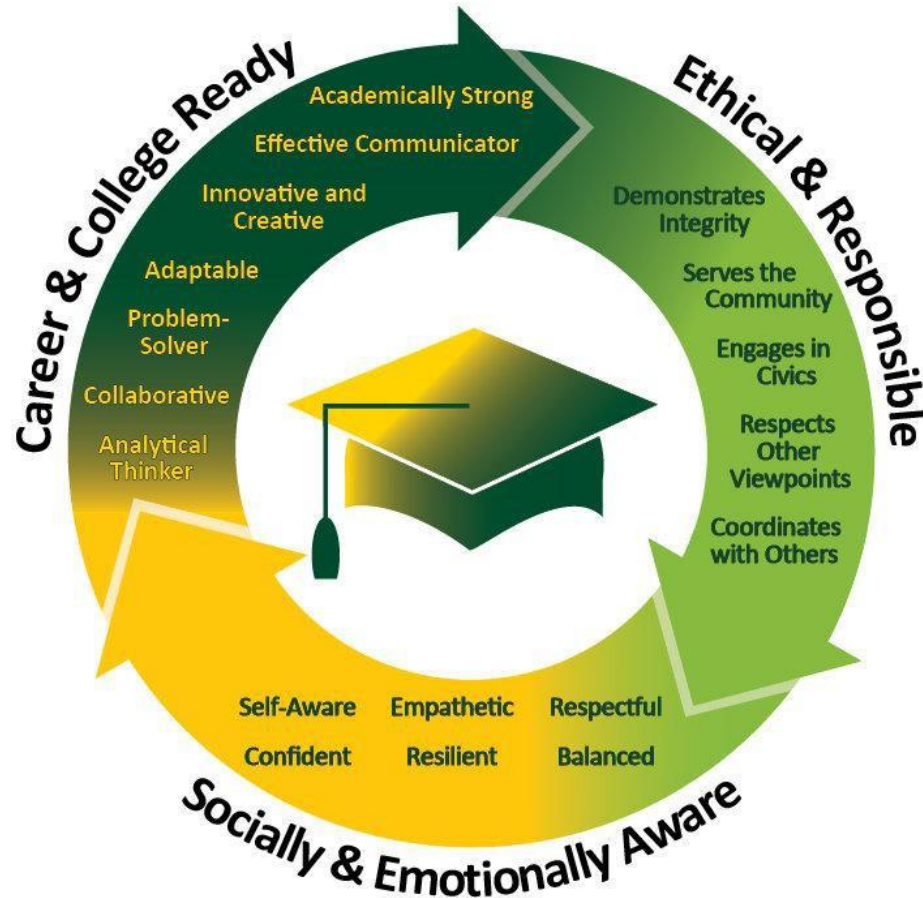 Career & College Ready
Academically Strong
Effective Communicator
Innovative and
Creative
Adaptable
Problem-
Solver
Collaborative
Analytical
Thinker
Ethical & Responsible
Demonstrates
Integrity
Serves the
Community
Engages in
Civics
Respects
Other
Viewpoints
Coordinates
with Others
Socially & Emotionally Aware
Self-Aware Empathetic Respectful
Confident Resilient Balanced